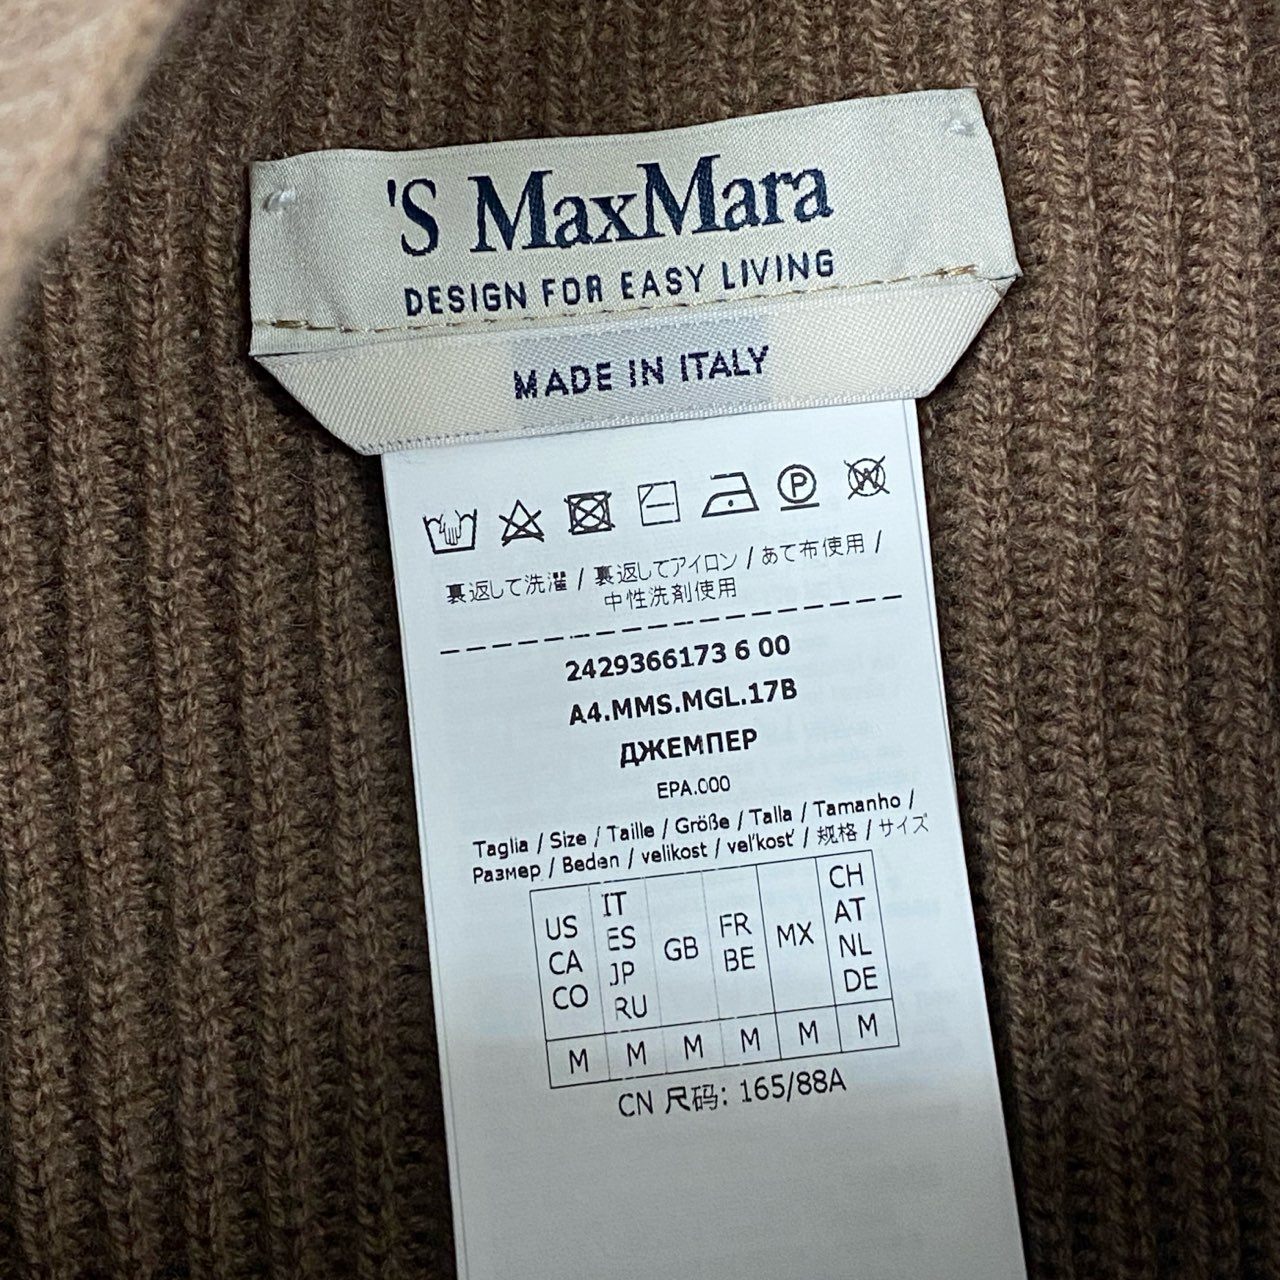 'S MaxMara
DESIGN FOR EASY LIVING
MADE IN ITALY
P
W
裏返して洗濯 / 裏返してアイロン / あて布使用 /
中性洗剤使用
2429366173 6 00
A4.MMS.MGL.17B
ДЖЕМПЕР
EPA.000
Taglia / Size / Taille / Größe / Talla / Tamanho /
Размер / Beden / velikost / veľkosť / 规格 / サイズ
US CA CO
IT ES JP RU
GB
FR BE
MX
CH AT NL DE
M M M M M M
CN 尺码: 165/88A